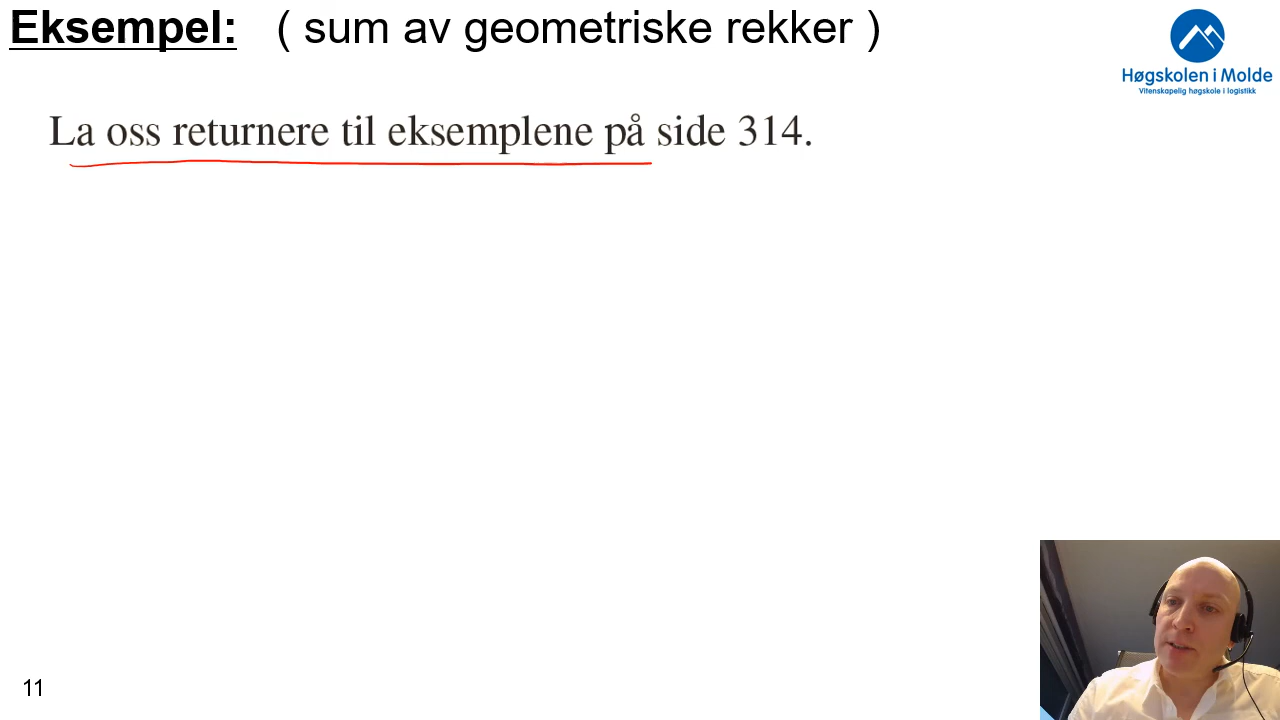 Eksempel: ( sum av geometriske rekker )
Høgskolen i Molde
Vitenskapelig høgskole i logistikk
La oss returnere til eksemplene på side 314.
11